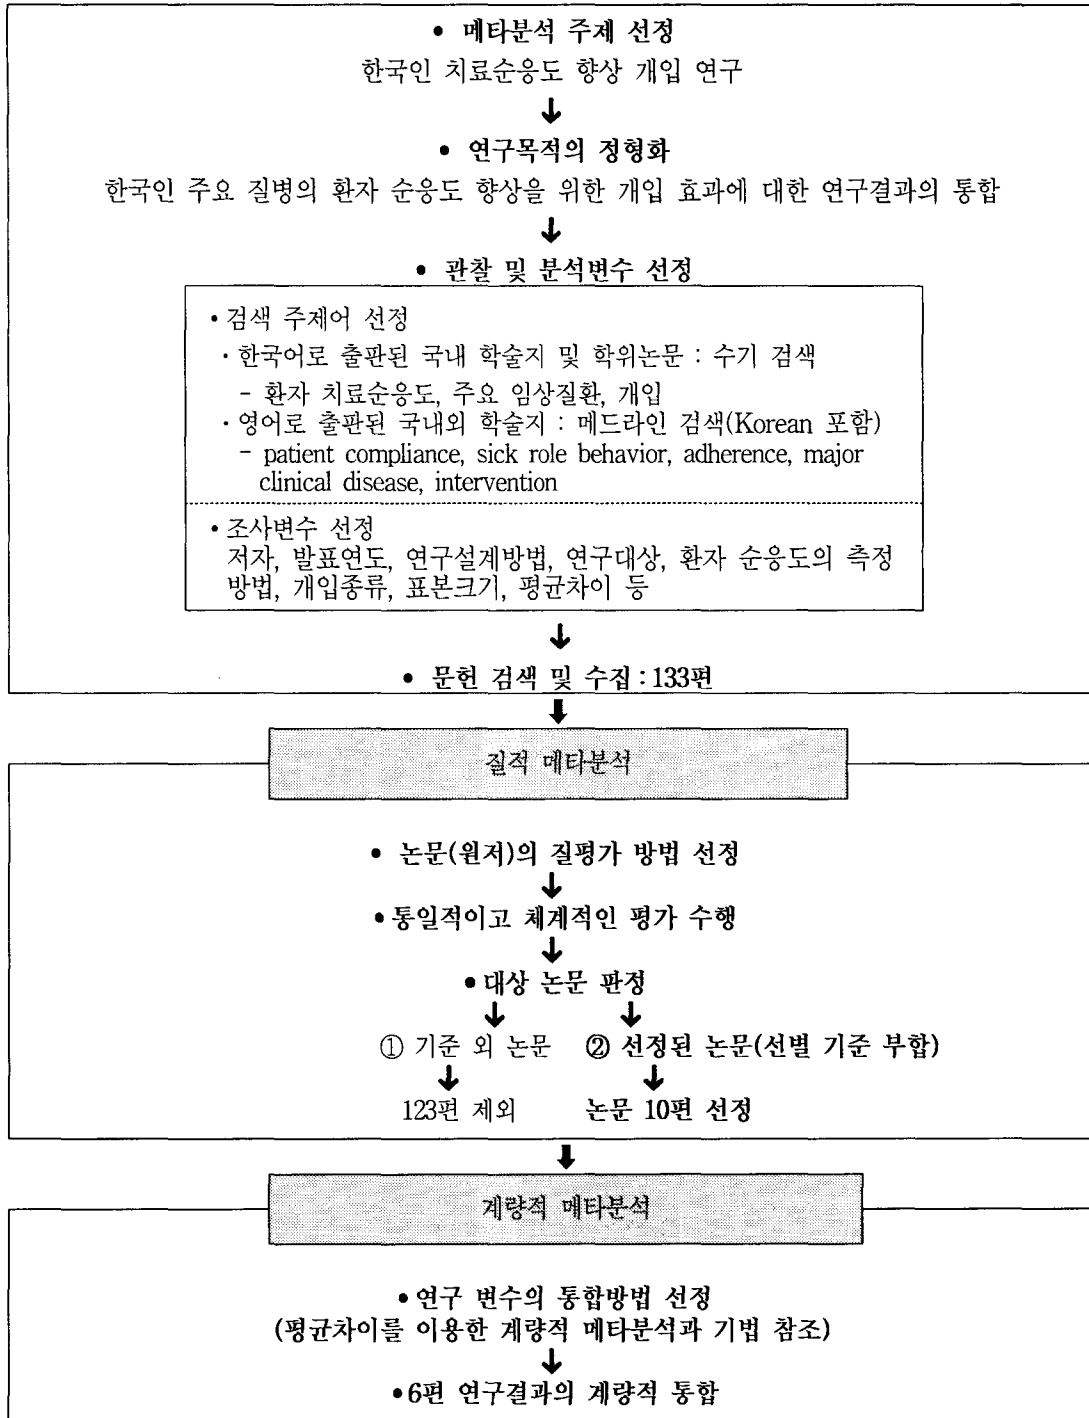 • 메타분석 주제 선정
한국인 치료순응도 향상 개입 연구
↓
• 연구목적의 정형화
한국인 주요 질병의 환자 순응도 향상을 위한 개입 효과에 대한 연구결과의 통합
↓
• 관찰 및 분석변수 선정
• 검색 주제어 선정
· 한국어로 출판된 국내 학술지 및 학위논문 : 수기 검색
- 환자 치료순응도, 주요 임상질환, 개입
· 영어로 출판된 국내외 학술지 : 메드라인 검색(Korean 포함)
- patient compliance, sick role behavior, adherence, major
clinical disease, intervention
• 조사변수 선정
저자, 발표연도, 연구설계방법, 연구대상, 환자 순응도의 측정
방법, 개입종류, 표본크기, 평균차이 등
↓
• 문헌 검색 및 수집 : 133편
↓
질적 메타분석
• 논문(원저)의 질평가 방법 선정
↓
• 통일적이고 체계적인 평가 수행
↓
• 대상 논문 판정
↓ ↓
① 기준 외 논문 ② 선정된 논문(선별 기준 부합)
↓ ↓
123편 제외 논문 10편 선정
↓
계량적 메타분석
• 연구 변수의 통합방법 선정
(평균차이를 이용한 계량적 메타분석과 기법 참조)
↓
• 6편 연구결과의 계량적 통합